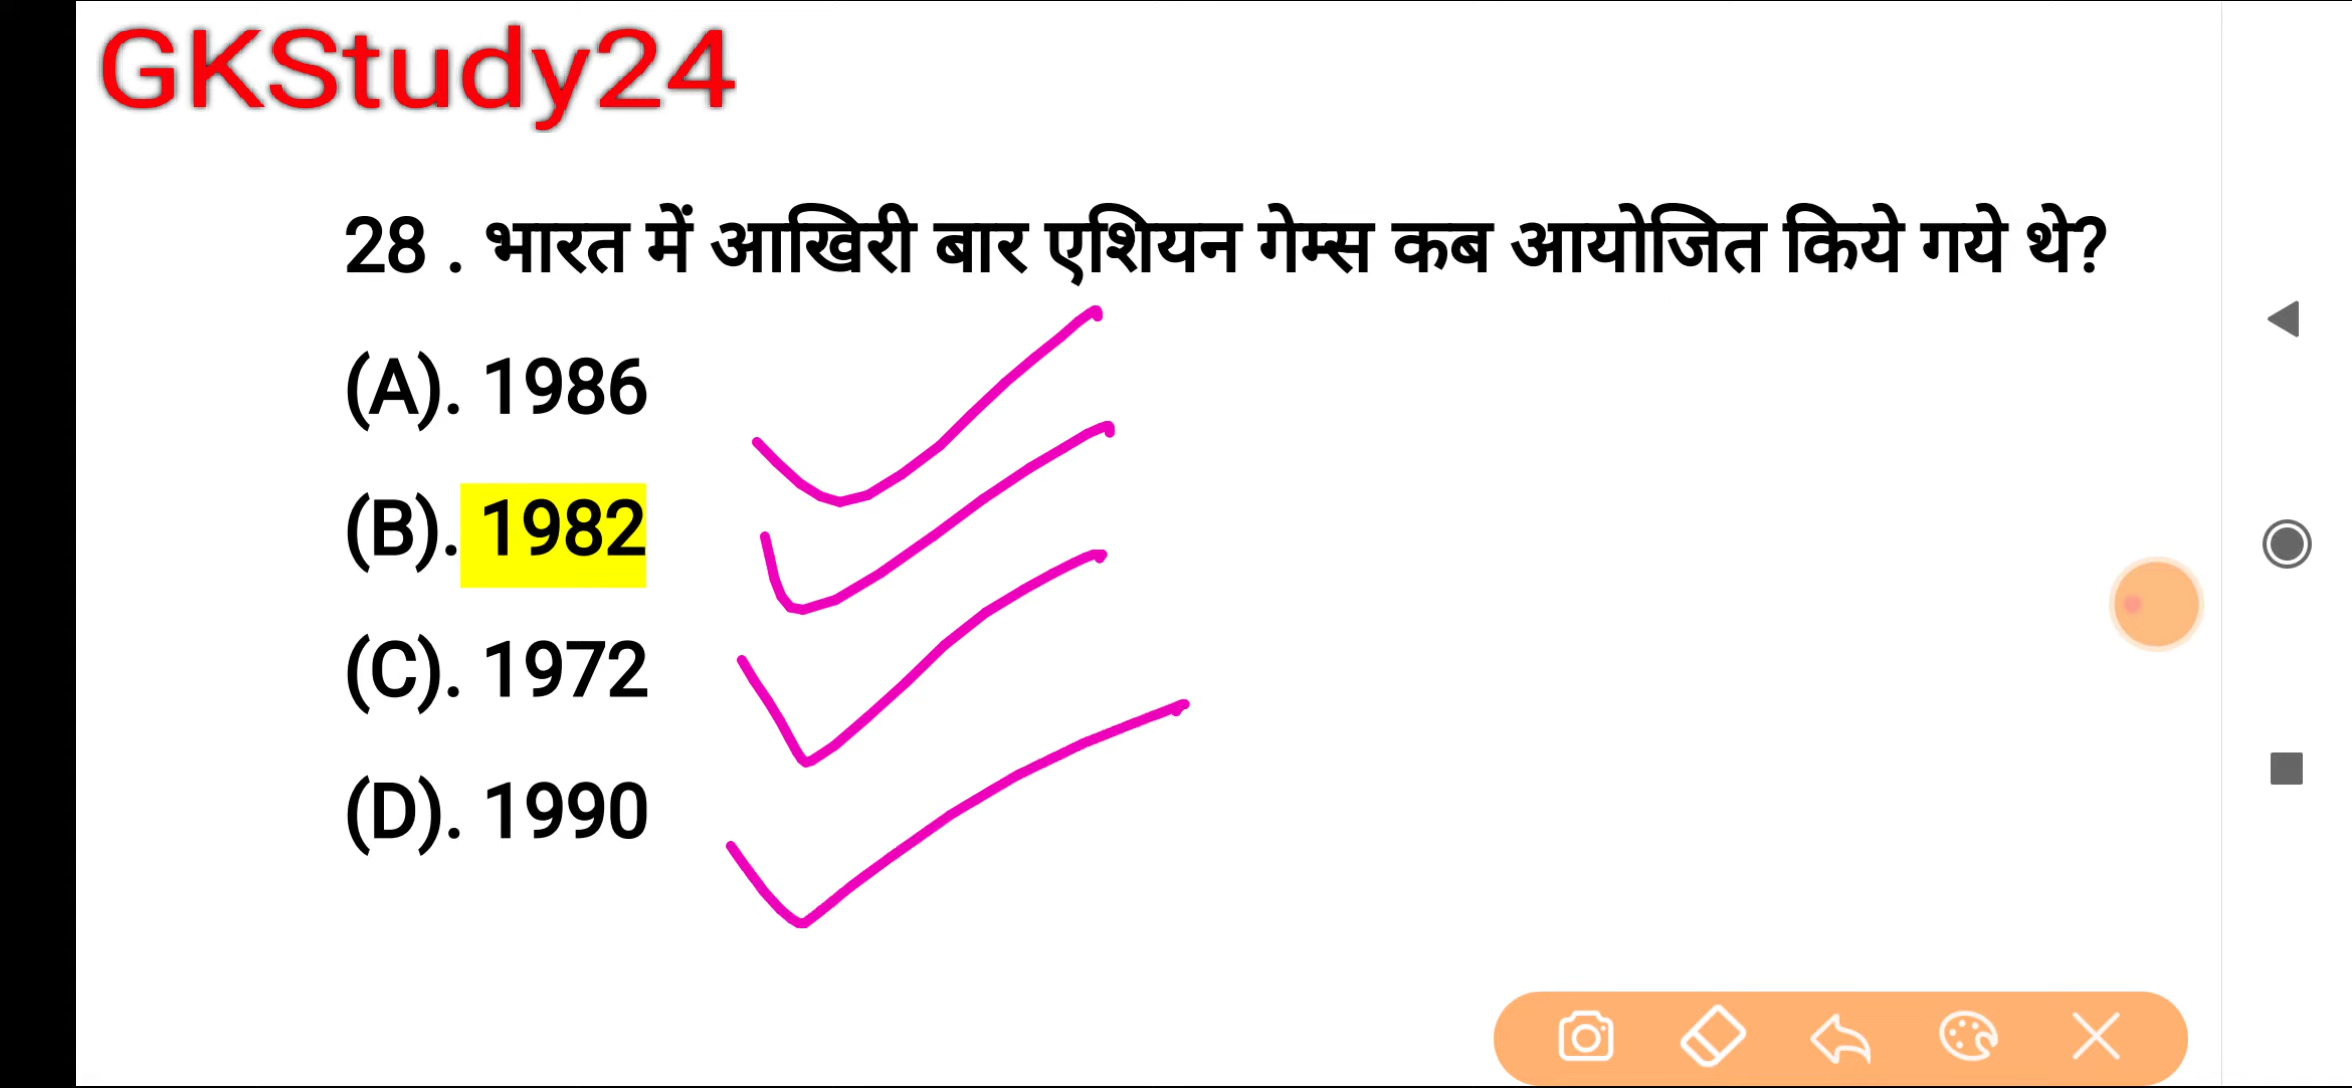 GKStudy24
28 . भारत में आखिरी बार एशियन गेम्स कब आयोजित किये गये थे?
(A). 1986
(B). 1982
(C). 1972
(D). 1990